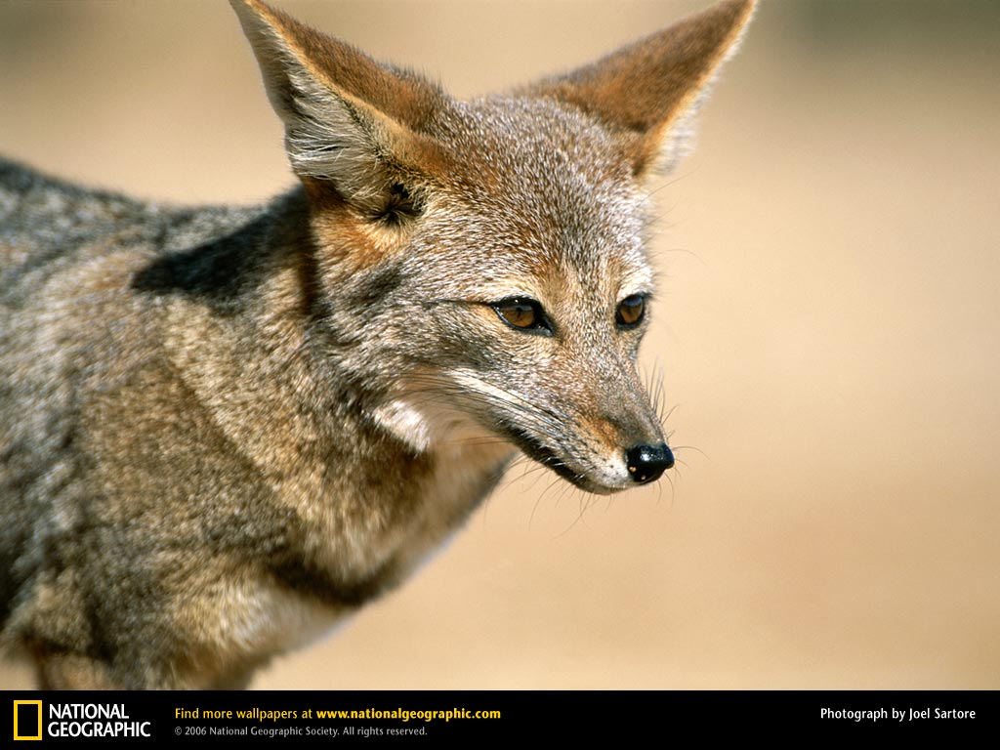 NATIONAL
GEOGRAPHIC
Find more wallpapers at www.nationalgeographic.com
© 2006 National Geographic Society. All rights reserved.
Photograph by Joel Sartore